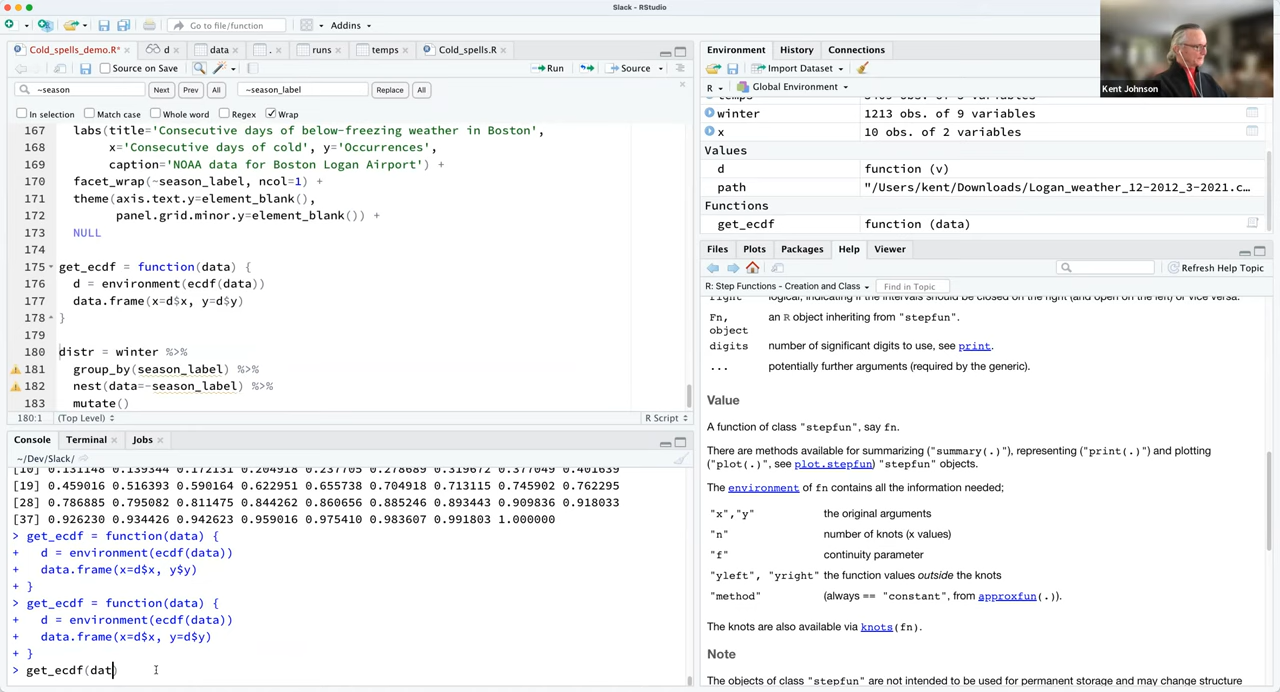 Slack - RStudio
Go to file/function
Addins
Cold_spells_demo.R*
d
data
.
runs
temps
Cold_spells.R
Source on Save
Run
Source
~season
Next
Prev
All
~season_label
Replace
All
In selection
Match case
Whole word
Regex
Wrap
167 labs(title='Consecutive days of below-freezing weather in Boston',
168 x='Consecutive days of cold', y='Occurrences',
169 caption='NOAA data for Boston Logan Airport') +
170 facet_wrap(~season_label, ncol=1) +
171 theme(axis.text.y=element_blank(),
172 panel.grid.minor.y=element_blank()) +
173 NULL
174
175 get_ecdf = function(data) {
176 d = environment(ecdf(data))
177 data.frame(x=d$x, y=d$y)
178 }
179
180 distr = winter %>%
181 group_by(season_label) %>%
182 nest(data=-season_label) %>%
183 mutate()
180:1
(Top Level)
R Script
Console
Terminal
Jobs
~/Dev/Slack/
[10] 0.131148 0.139344 0.172131 0.204918 0.237705 0.278689 0.319672 0.377049 0.401639
[19] 0.459016 0.516393 0.590164 0.622951 0.655738 0.704918 0.713115 0.745902 0.762295
[28] 0.786885 0.795082 0.811475 0.844262 0.860656 0.885246 0.893443 0.909836 0.918033
[37] 0.926230 0.934426 0.942623 0.959016 0.975410 0.983607 0.991803 1.000000
> get_ecdf = function(data) {
+ d = environment(ecdf(data))
+ data.frame(x=d$x, y$y)
+ }
> get_ecdf = function(data) {
+ d = environment(ecdf(data))
+ data.frame(x=d$x, y=d$y)
+ }
> get_ecdf(dat)
Environment
History
Connections
Import Dataset
R
Global Environment
winter 1213 obs. of 9 variables
x 10 obs. of 2 variables
Values
d function (v)
path "/Users/kent/Downloads/Logan_weather_12-2012_3-2021.c…
Functions
get_ecdf function (data)
Files
Plots
Packages
Help
Viewer
Refresh Help Topic
R: Step Functions - Creation and Class
Find in Topic
right logical, indicating if the intervals should be closed on the right (and open on the left) or vice versa.
Fn, an R object inheriting from "stepfun".
object
digits number of significant digits to use, see print.
... potentially further arguments (required by the generic).
Value
A function of class "stepfun", say fn.
There are methods available for summarizing ("summary(.)"), representing ("print(.)") and plotting
("plot(.)", see plot.stepfun) "stepfun" objects.
The environment of fn contains all the information needed;
"x","y" the original arguments
"n" number of knots (x values)
"f" continuity parameter
"yleft", "yright" the function values outside the knots
"method" (always == "constant", from approxfun(.)).
The knots are also available via knots(fn).
Note
The objects of class "stepfun" are not intended to be used for permanent storage and may change structure
Kent Johnson